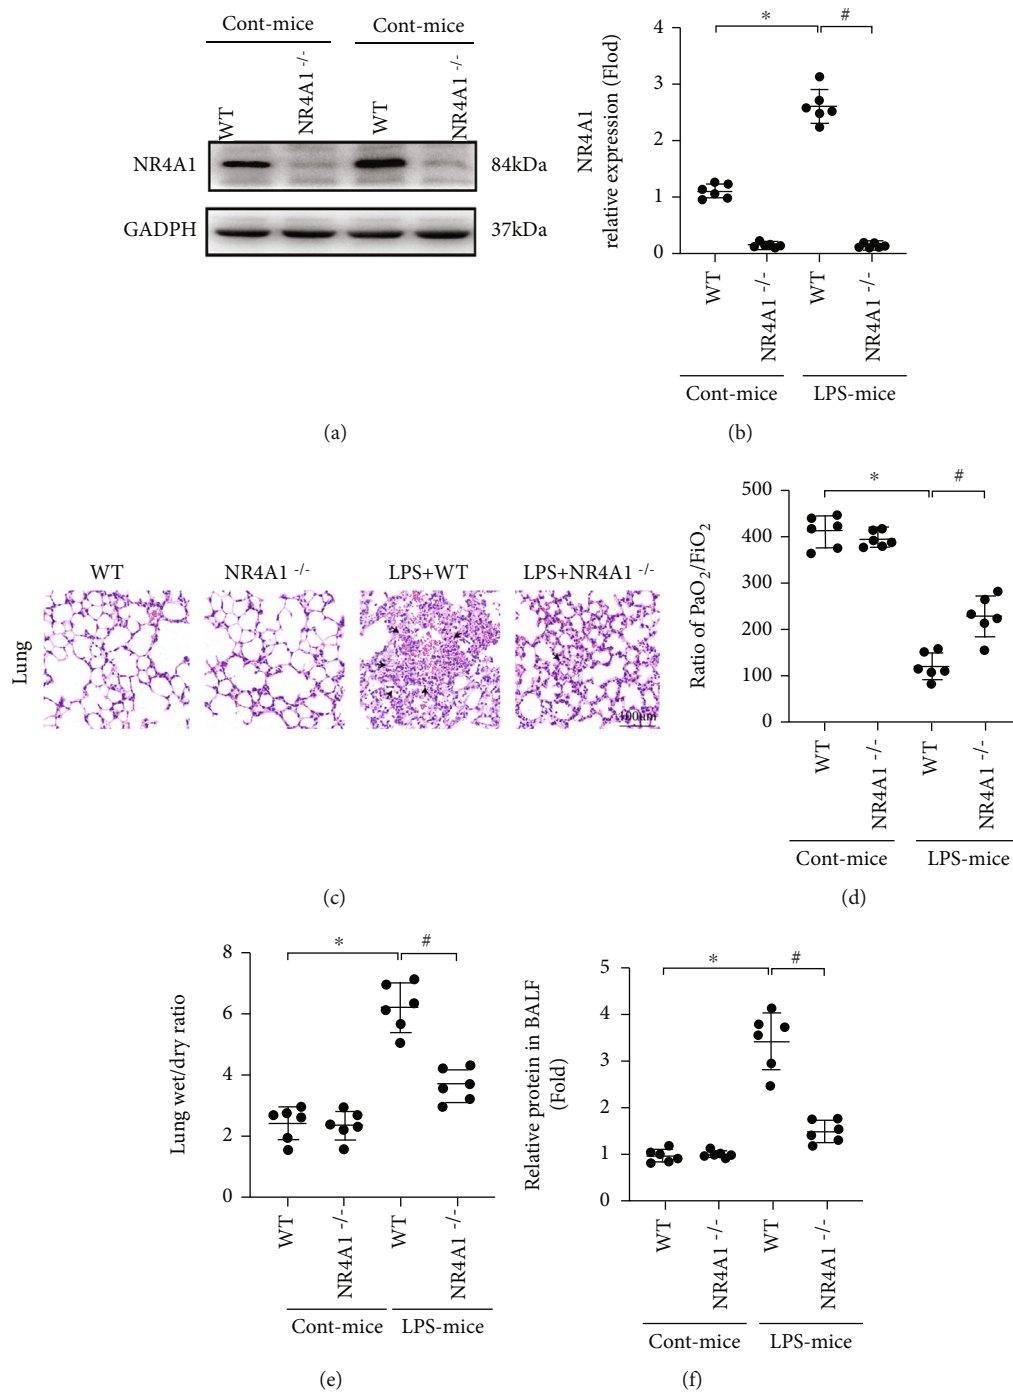 Cont-mice
Cont-mice
WT
NR4A1 -/-
WT
NR4A1 -/-
NR4A1
84kDa
GADPH
37kDa
(a)
NR4A1
relative expression (Flod)
4
3
2
1
0
*
#
WT
NR4A1 -/-
WT
NR4A1 -/-
Cont-mice
LPS-mice
(b)
WT
NR4A1 -/-
LPS+WT
LPS+NR4A1 -/-
Lung
100μm
(c)
Ratio of PaO2/FiO2
500
400
300
200
100
0
*
#
WT
NR4A1 -/-
WT
NR4A1 -/-
Cont-mice
LPS-mice
(d)
Lung wet/dry ratio
8
6
4
2
0
*
#
WT
NR4A1 -/-
WT
NR4A1 -/-
Cont-mice
LPS-mice
(e)
Relative protein in BALF
(Fold)
5
4
3
2
1
0
*
#
WT
NR4A1 -/-
WT
NR4A1 -/-
Cont-mice
LPS-mice
(f)